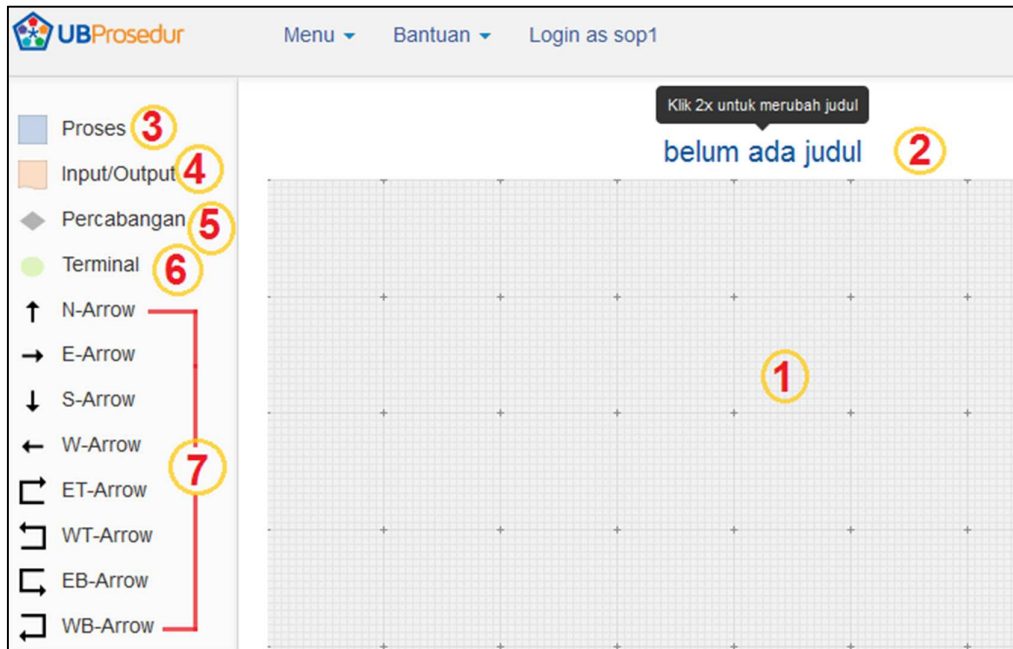 UBProsedur Menu Bantuan Login as sop1
Klik 2x untuk merubah judul
belum ada judul 2
Proses 3
Input/Output 4
Percabangan 5
Terminal 6
N-Arrow
E-Arrow
S-Arrow
W-Arrow
7
ET-Arrow
WT-Arrow
EB-Arrow
WB-Arrow
1